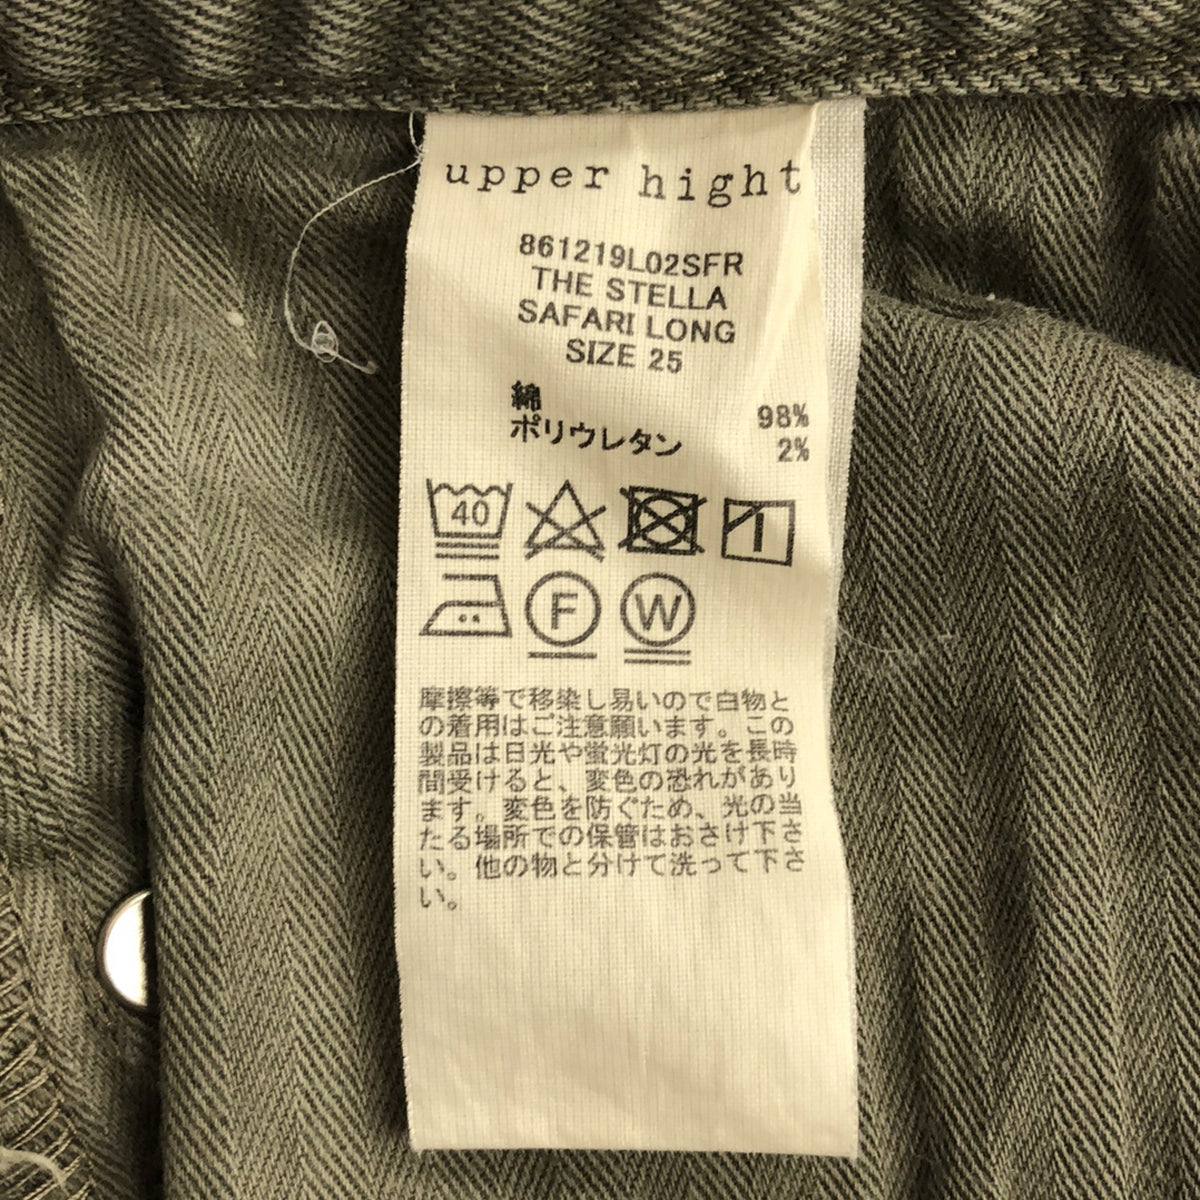 upper hight
861219L02SFR
THE STELLA
SAFARI LONG
SIZE 25
綿 98%
ポリウレタン 2%
40
F W
摩擦等で移染し易いので白物と
の着用はご注意願います。この
製品は日光や蛍光灯の光を長時
間受けると、変色の恐れがあり
ます。変色を防ぐため、光の当
たる場所での保管はおさけ下さ
い。他の物と分けて洗って下さ
い。